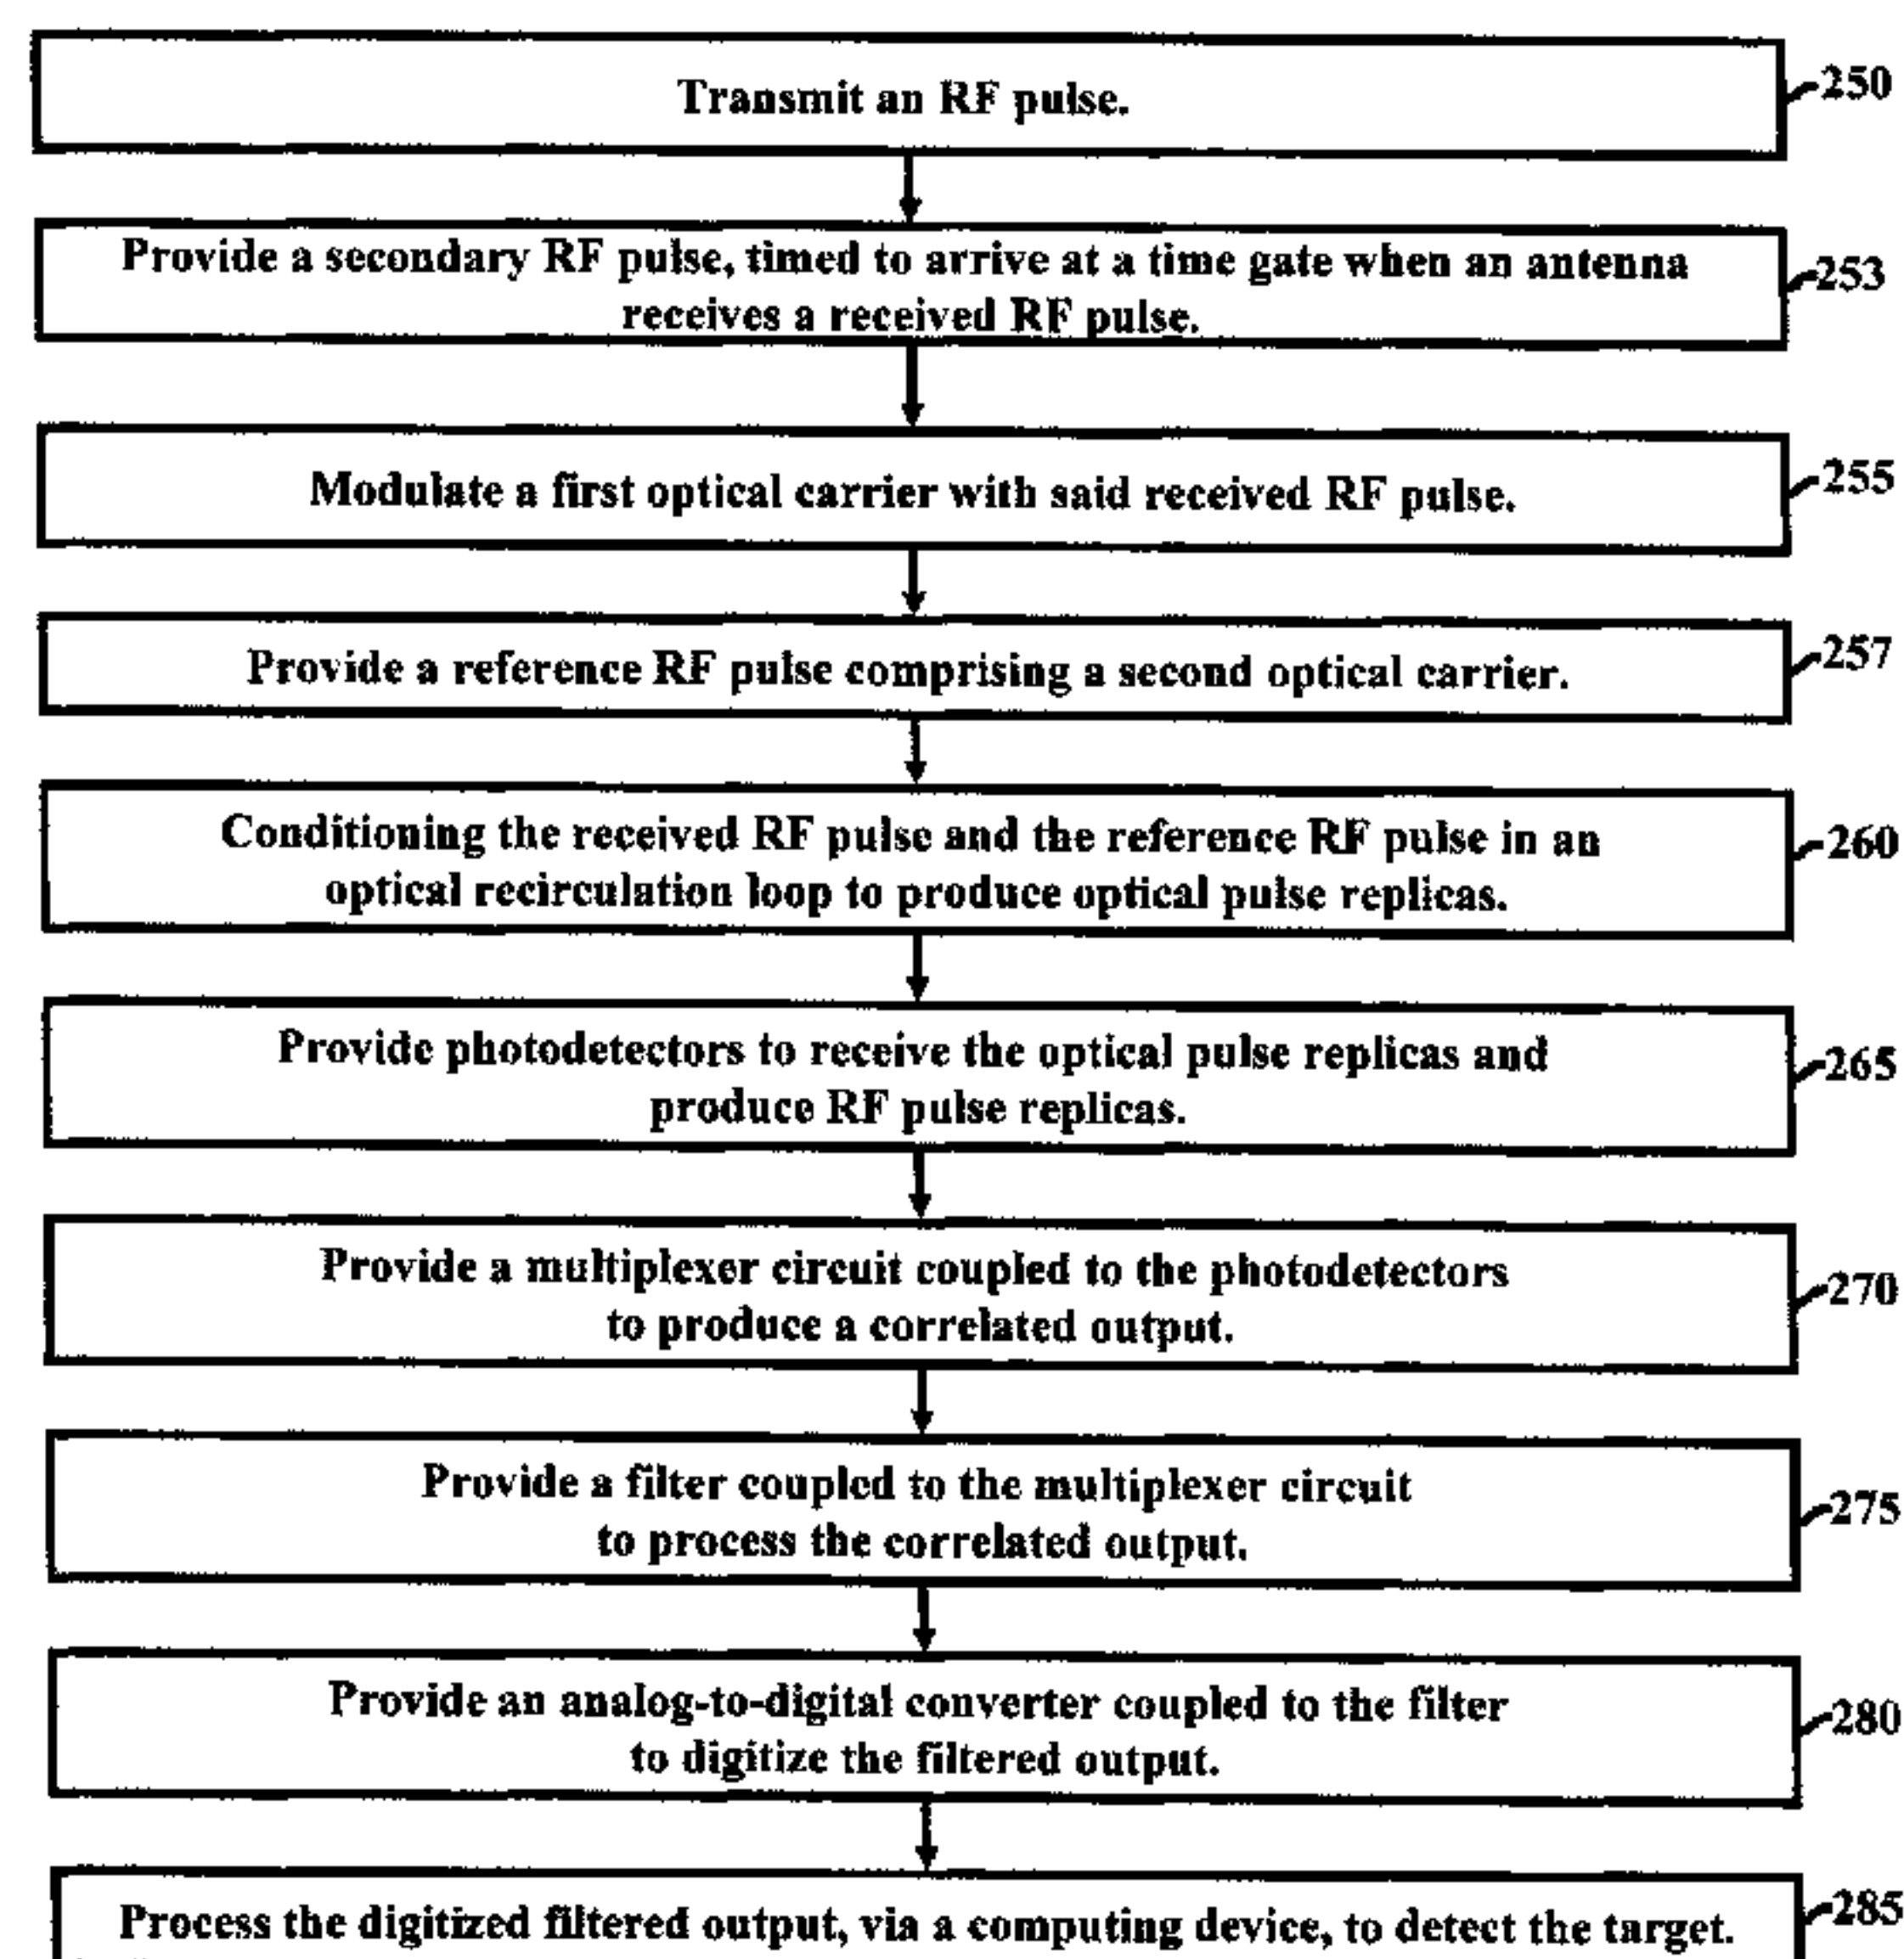 Transmit an RF pulse.
250
Provide a secondary RF pulse, timed to arrive at a time gate when an antenna
receives a received RF pulse.
253
Modulate a first optical carrier with said received RF pulse.
255
Provide a reference RF pulse comprising a second optical carrier.
257
Conditioning the received RF pulse and the reference RF pulse in an
optical recirculation loop to produce optical pulse replicas.
260
Provide photodetectors to receive the optical pulse replicas and
produce RF pulse replicas.
265
Provide a multiplexer circuit coupled to the photodetectors
to produce a correlated output.
270
Provide a filter coupled to the multiplexer circuit
to process the correlated output.
275
Provide an analog-to-digital converter coupled to the filter
to digitize the filtered output.
280
Process the digitized filtered output, via a computing device, to detect the target.
285